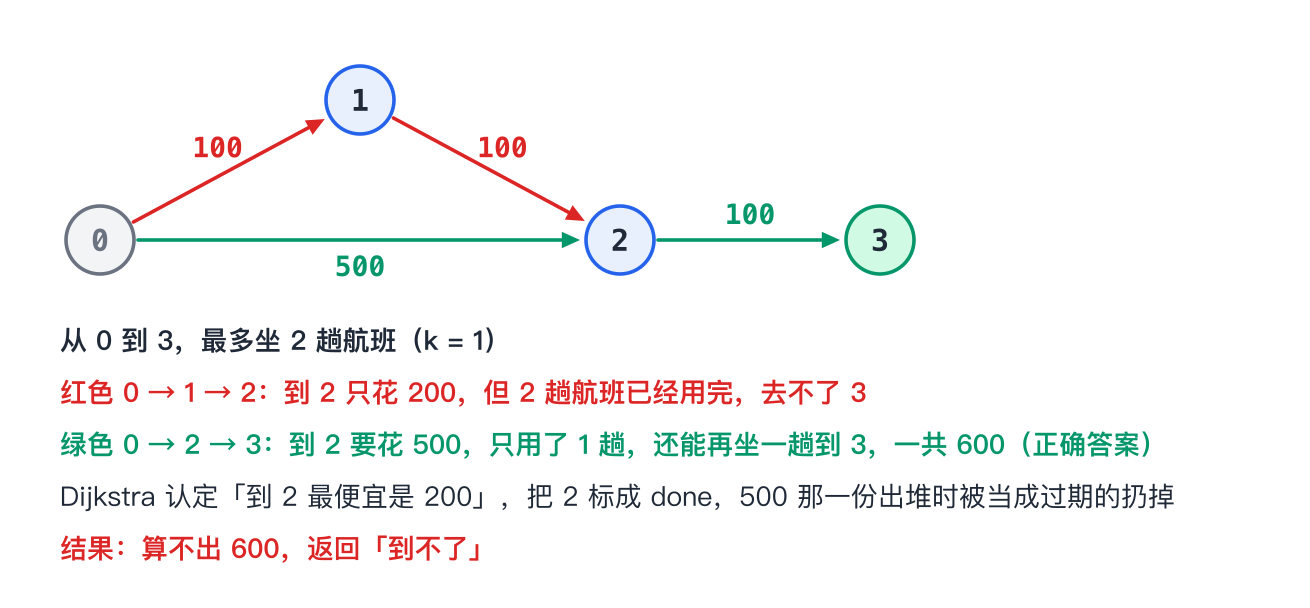 1
100
100
0
2
100
3
500
从 0 到 3，最多坐 2 趟航班（k = 1）
红色 0 → 1 → 2：到 2 只花 200，但 2 趟航班已经用完，去不了 3
绿色 0 → 2 → 3：到 2 要花 500，只用了 1 趟，还能再坐一趟到 3，一共 600（正确答案）
Dijkstra 认定「到 2 最便宜是 200」，把 2 标成 done，500 那一份出堆时被当成过期的扔掉
结果：算不出 600，返回「到不了」